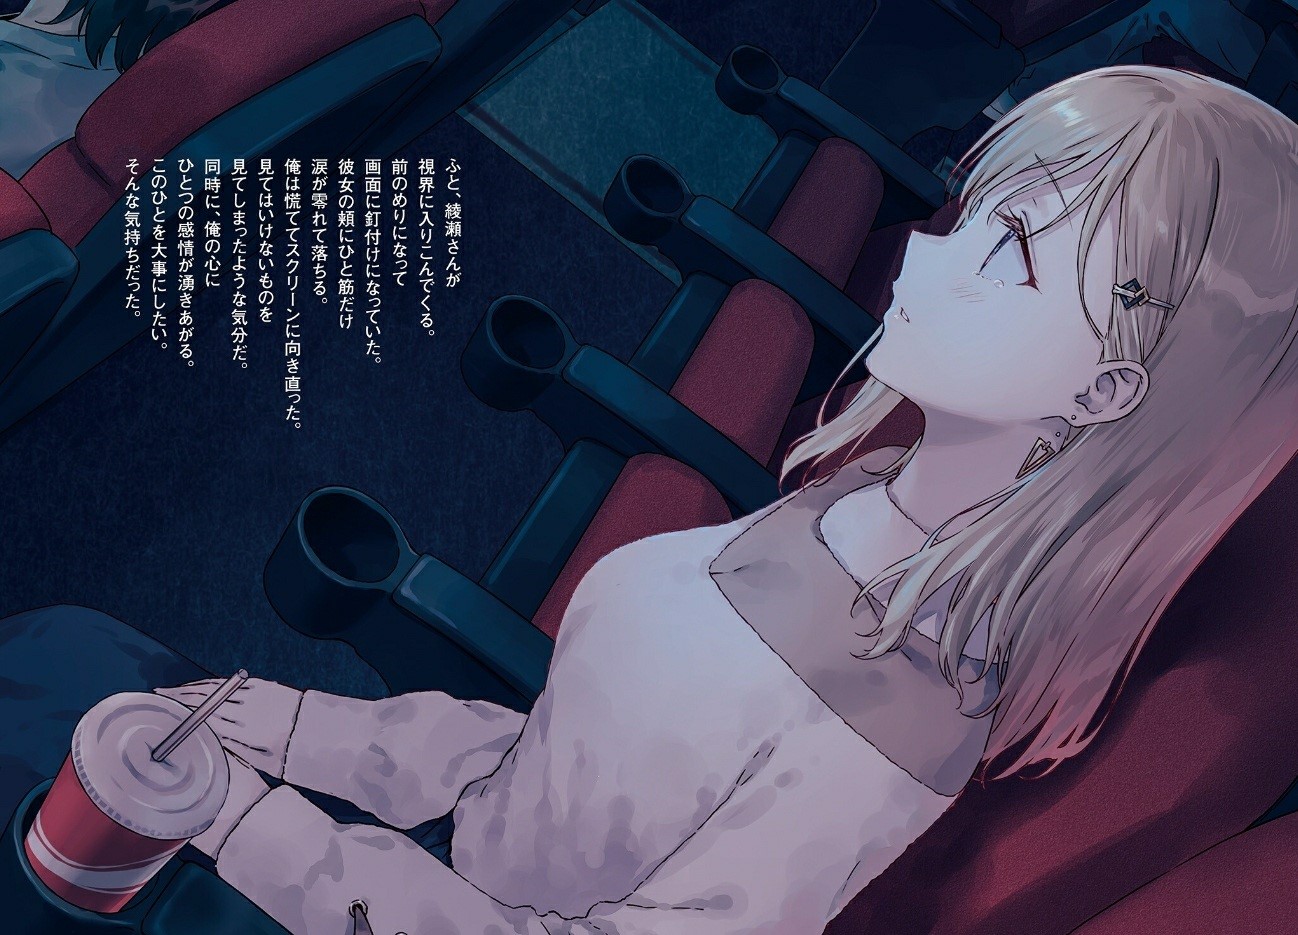 ふと、綾瀬さんが
視界に入りこんでくる。
前のめりになって
画面に釘付けになっていた。
彼女の頬にひと筋だけ
涙が零れて落ちる。
俺は慌ててスクリーンに向き直った。
見てはいけないものを
見てしまったような気分だ。
同時に、俺の心に
ひとつの感情が湧きあがる。
このひとを大事にしたい。
そんな気持ちだった。